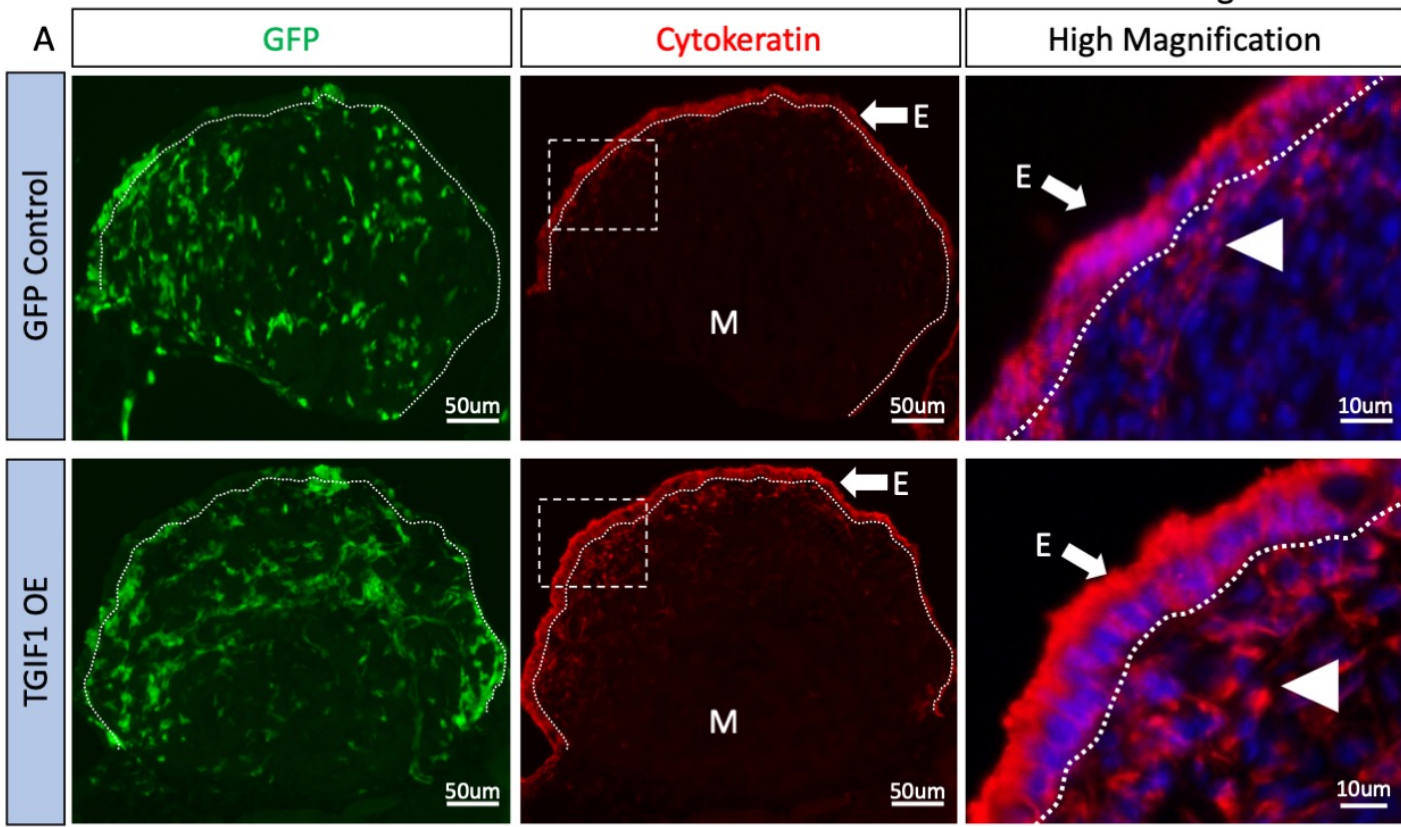 A
GFP
Cytokeratin
High Magnification
GFP Control
50um
E
M
50um
E
10um
TGIF1 OE
50um
E
M
50um
E
10um